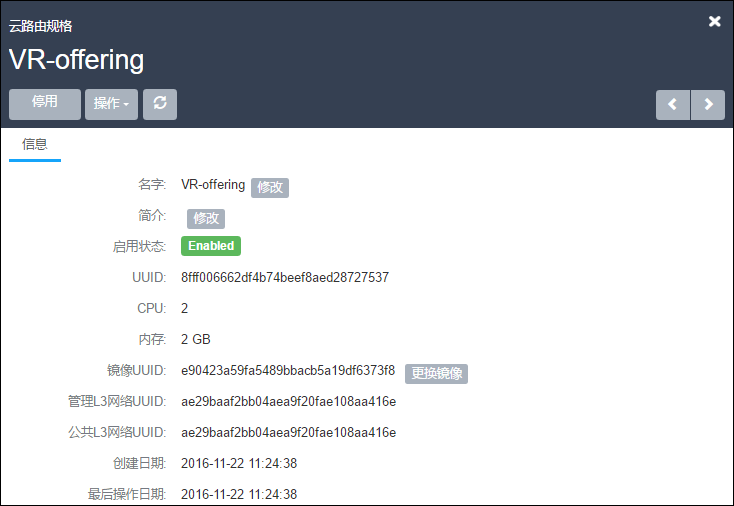 云路由规格
VR-offering
停用 操作
信息
名字: VR-offering 修改
简介: 修改
启用状态: Enabled
UUID: 8fff006662df4b74beef8aed28727537
CPU: 2
内存: 2 GB
镜像UUID: e90423a59fa5489bbacb5a19df6373f8 更换镜像
管理L3网络UUID: ae29baaf2bb04aea9f20fae108aa416e
公共L3网络UUID: ae29baaf2bb04aea9f20fae108aa416e
创建日期: 2016-11-22 11:24:38
最后操作日期: 2016-11-22 11:24:38